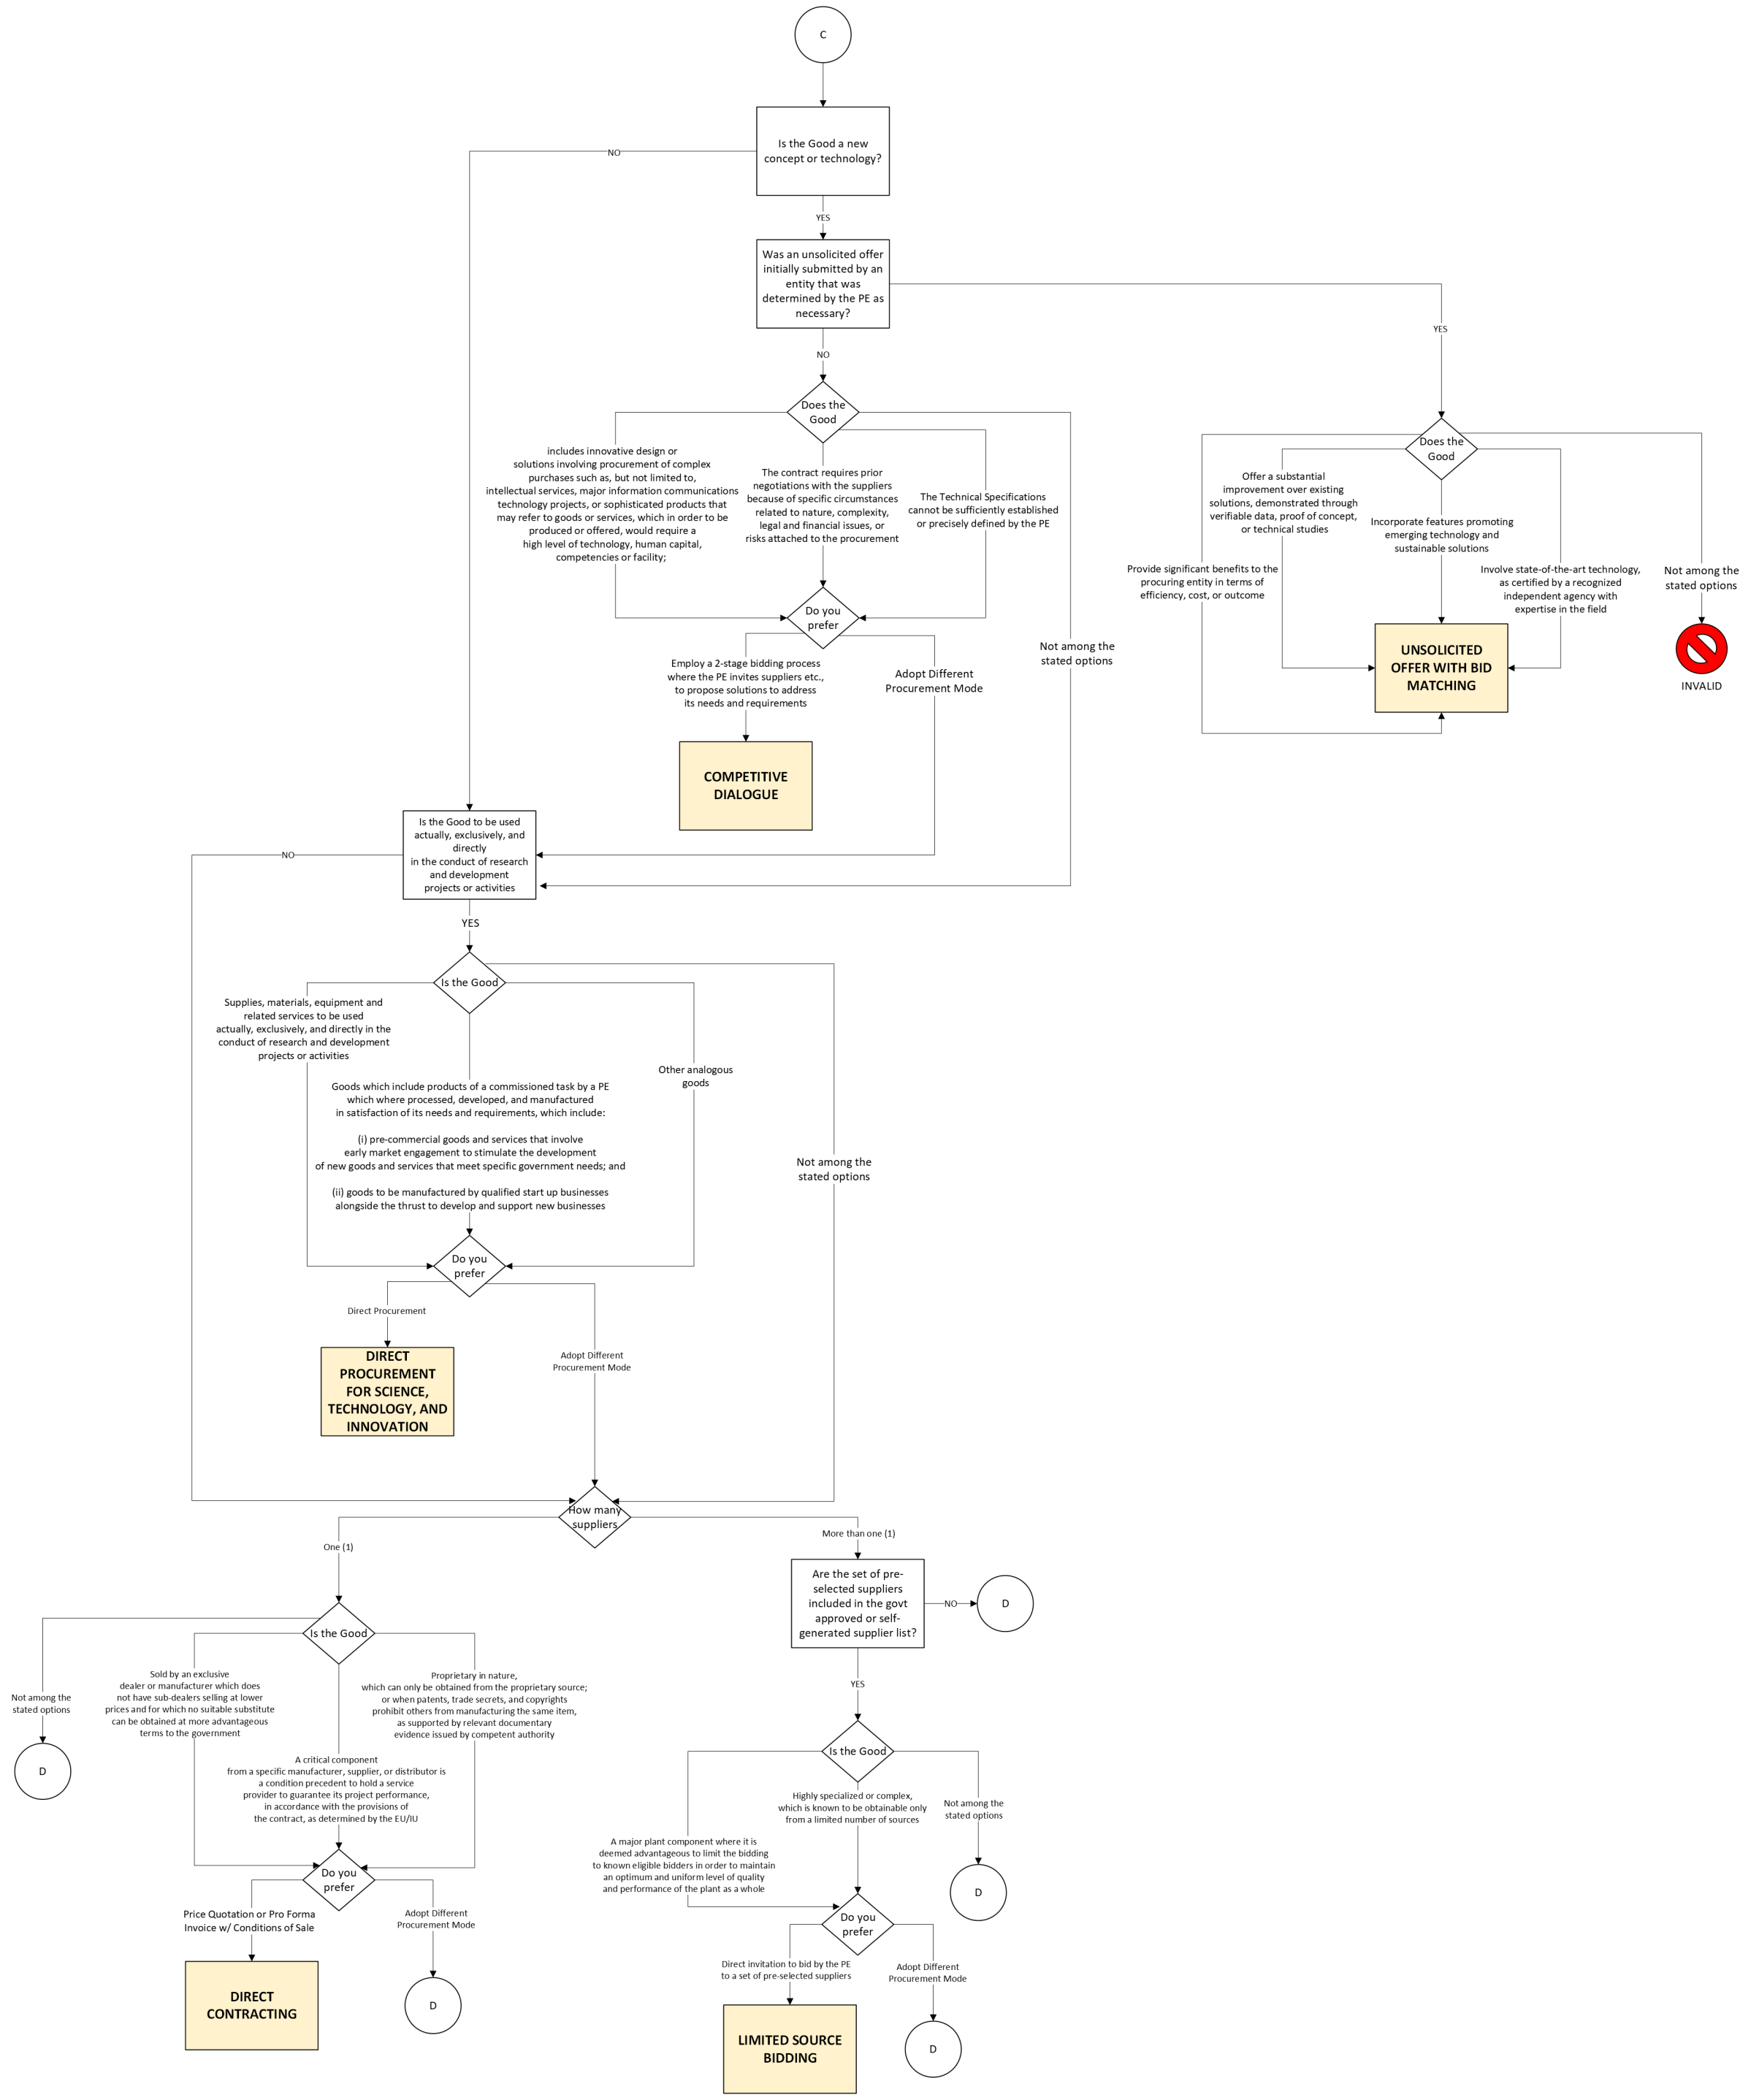 C
Is the Good a new
concept or technology?
NO
YES
Was an unsolicited offer
initially submitted by an
entity that was
determined by the PE as
necessary?
YES
NO
Does the
Good
includes innovative design or
solutions involving procurement of complex
purchases such as, but not limited to,
intellectual services, major information communications
technology projects, or sophisticated products that
may refer to goods or services, which in order to be
produced or offered, would require a
high level of technology, human capital,
competencies or facility;
The contract requires prior
negotiations with the suppliers
because of specific circumstances
related to nature, complexity,
legal and financial issues, or
risks attached to the procurement
The Technical Specifications
cannot be sufficiently established
or precisely defined by the PE
Not among the
stated options
Do you
prefer
Employ a 2-stage bidding process
where the PE invites suppliers etc.,
to propose solutions to address
its needs and requirements
Adopt Different
Procurement Mode
COMPETITIVE
DIALOGUE
Does the
Good
Provide significant benefits to the
procuring entity in terms of
efficiency, cost, or outcome
Offer a substantial
improvement over existing
solutions, demonstrated through
verifiable data, proof of concept,
or technical studies
Incorporate features promoting
emerging technology and
sustainable solutions
Involve state-of-the-art technology,
as certified by a recognized
independent agency with
expertise in the field
Not among the
stated options
UNSOLICITED
OFFER WITH BID
MATCHING
INVALID
Is the Good to be used
actually, exclusively, and
directly
in the conduct of research
and development
projects or activities
NO
YES
Is the Good
Supplies, materials, equipment and
related services to be used
actually, exclusively, and directly in the
conduct of research and development
projects or activities
Goods which include products of a commissioned task by a PE
which where processed, developed, and manufactured
in satisfaction of its needs and requirements, which include:
(i) pre-commercial goods and services that involve
early market engagement to stimulate the development
of new goods and services that meet specific government needs; and
(ii) goods to be manufactured by qualified start up businesses
alongside the thrust to develop and support new businesses
Other analogous
goods
Not among the
stated options
Do you
prefer
Direct Procurement
Adopt Different
Procurement Mode
DIRECT
PROCUREMENT
FOR SCIENCE,
TECHNOLOGY, AND
INNOVATION
How many
suppliers
One (1)
More than one (1)
Is the Good
Not among the
stated options
D
Sold by an exclusive
dealer or manufacturer which does
not have sub-dealers selling at lower
prices and for which no suitable substitute
can be obtained at more advantageous
terms to the government
A critical component
from a specific manufacturer, supplier, or distributor is
a condition precedent to hold a service
provider to guarantee its project performance,
in accordance with the provisions of
the contract, as determined by the EU/IU
Proprietary in nature,
which can only be obtained from the proprietary source;
or when patents, trade secrets, and copyrights
prohibit others from manufacturing the same item,
as supported by relevant documentary
evidence issued by competent authority
Do you
prefer
Price Quotation or Pro Forma
Invoice w/ Conditions of Sale
Adopt Different
Procurement Mode
DIRECT
CONTRACTING
D
Are the set of pre-
selected suppliers
included in the govt
approved or self-
generated supplier list?
NO
D
YES
Is the Good
A major plant component where it is
deemed advantageous to limit the bidding
to known eligible bidders in order to maintain
an optimum and uniform level of quality
and performance of the plant as a whole
Highly specialized or complex,
which is known to be obtainable only
from a limited number of sources
Not among the
stated options
D
Do you
prefer
Direct invitation to bid by the PE
to a set of pre-selected suppliers
Adopt Different
Procurement Mode
LIMITED SOURCE
BIDDING
D